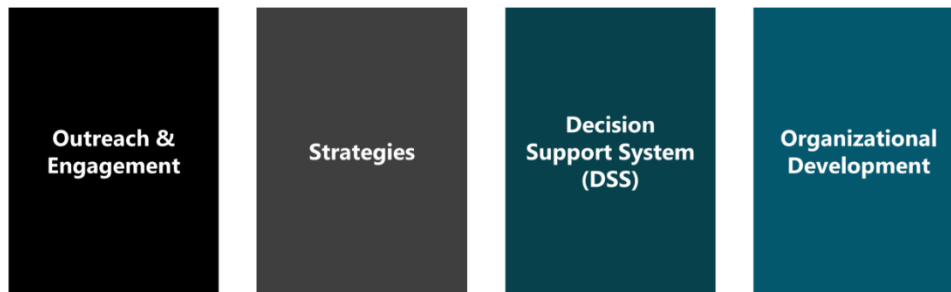 Outreach &
Engagement
Strategies
Decision
Support System
(DSS)
Organizational
Development